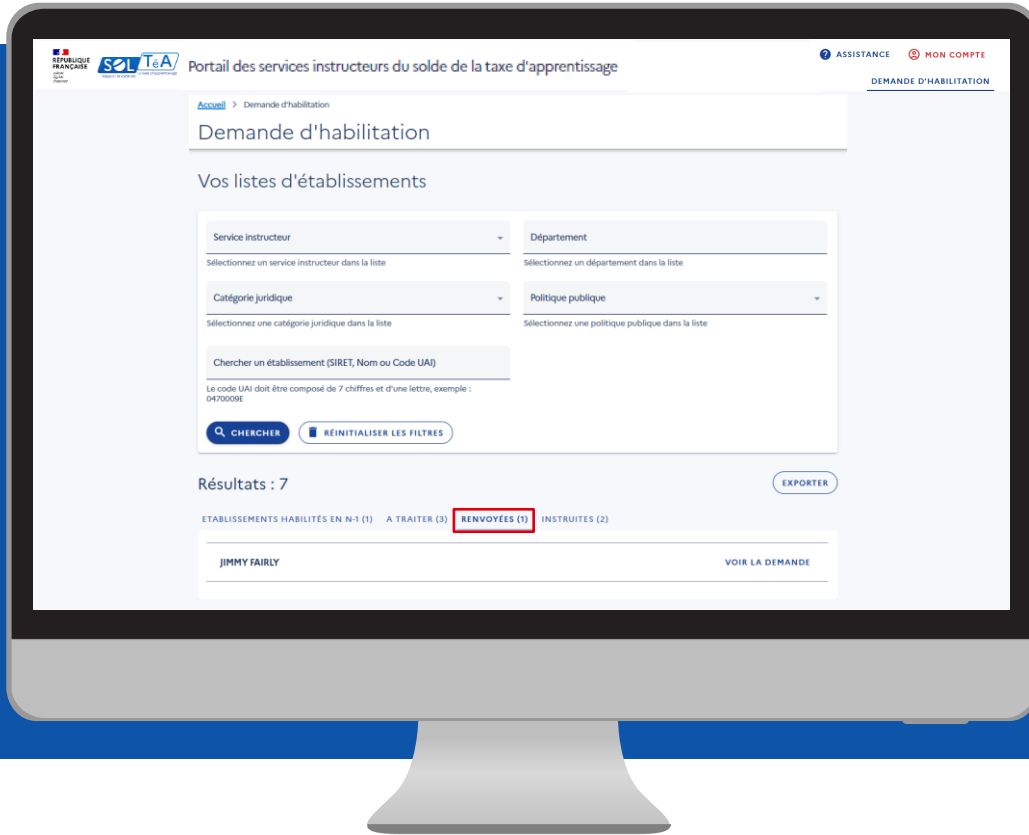 RÉPUBLIQUE
FRANÇAISE
SOLTéA
Portail des services instructeurs du solde de la taxe d'apprentissage
ASSISTANCE
MON COMPTE
DEMANDE D'HABILITATION
Accueil > Demande d'habilitation
Demande d'habilitation
Vos listes d'établissements
Service instructeur
Sélectionnez un service instructeur dans la liste
Département
Sélectionnez un département dans la liste
Catégorie juridique
Sélectionnez une catégorie juridique dans la liste
Politique publique
Sélectionnez une politique publique dans la liste
Chercher un établissement (SIRET, Nom ou Code UAI)
Le code UAI doit être composé de 7 chiffres et d'une lettre, exemple :
0470009E
CHERCHER
RÉINITIALISER LES FILTRES
Résultats : 7
EXPORTER
ETABLISSEMENTS HABILITÉS EN N-1 (1)
A TRAITER (3)
RENVOYÉES (1)
INSTRUITES (2)
JIMMY FAIRLY
VOIR LA DEMANDE